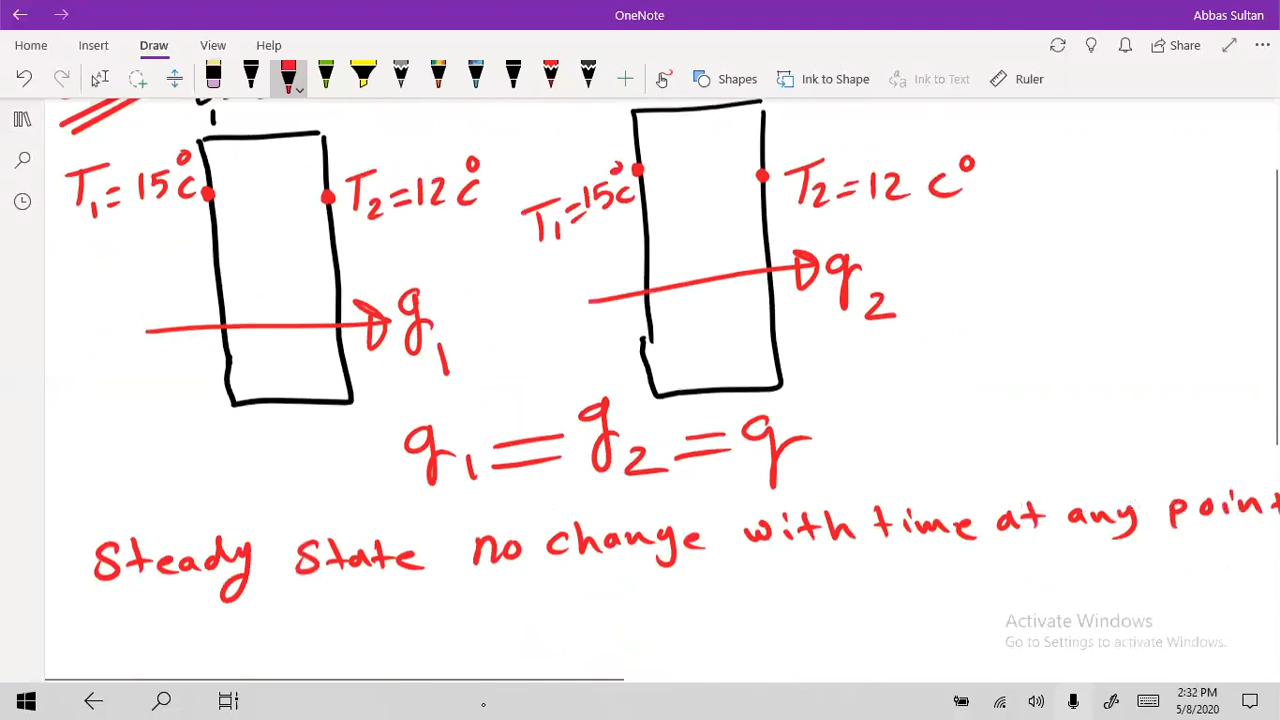 OneNote
Abbas Sultan
Home Insert Draw View Help
Share
Shapes Ink to Shape Ink to Text Ruler
T1 = 15 c° T2 = 12 c°
T1 = 15 c° T2 = 12 c°
q1
q2
q1 = q2 = q
Steady State no change with time at any point
Activate Windows
Go to Settings to activate Windows.
2:32 PM
5/8/2020